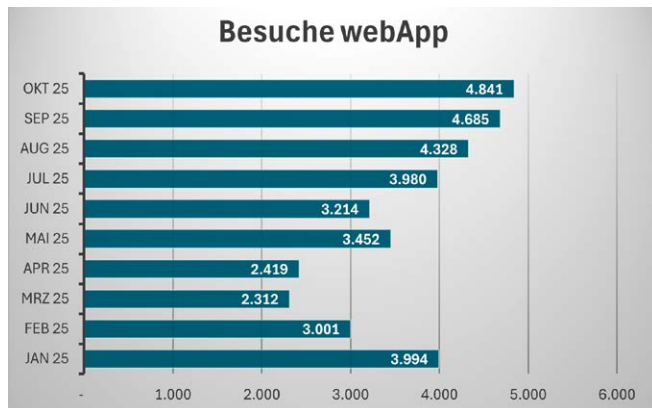 Besuche webApp
OKT 25 4.841
SEP 25 4.685
AUG 25 4.328
JUL 25 3.980
JUN 25 3.214
MAI 25 3.452
APR 25 2.419
MRZ 25 2.312
FEB 25 3.001
JAN 25 3.994
- 1.000 2.000 3.000 4.000 5.000 6.000